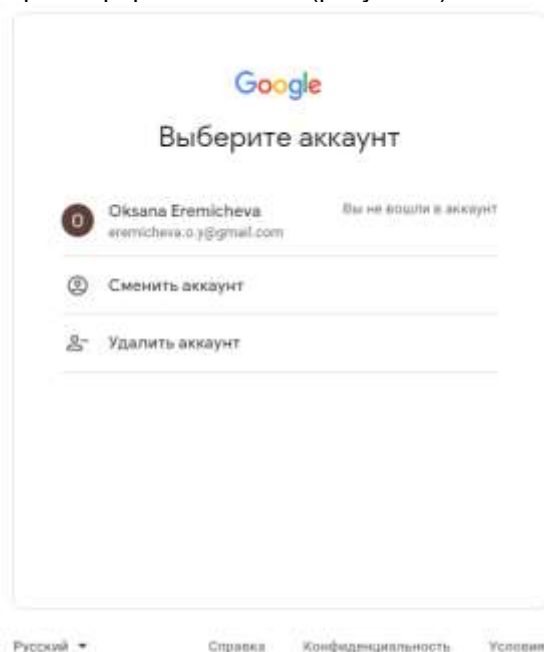 Google
Выберите аккаунт
Oksana Eremicheva
Вы не вошли в аккаунт
eremicheva.o.y@gmail.com
Сменить аккаунт
Удалить аккаунт
Русский
Справка
Конфиденциальность
Условия